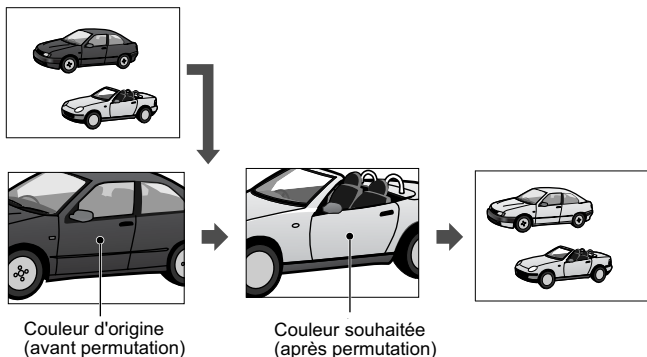 Couleur d'origine
(avant permutation)
Couleur souhaitée
(après permutation)